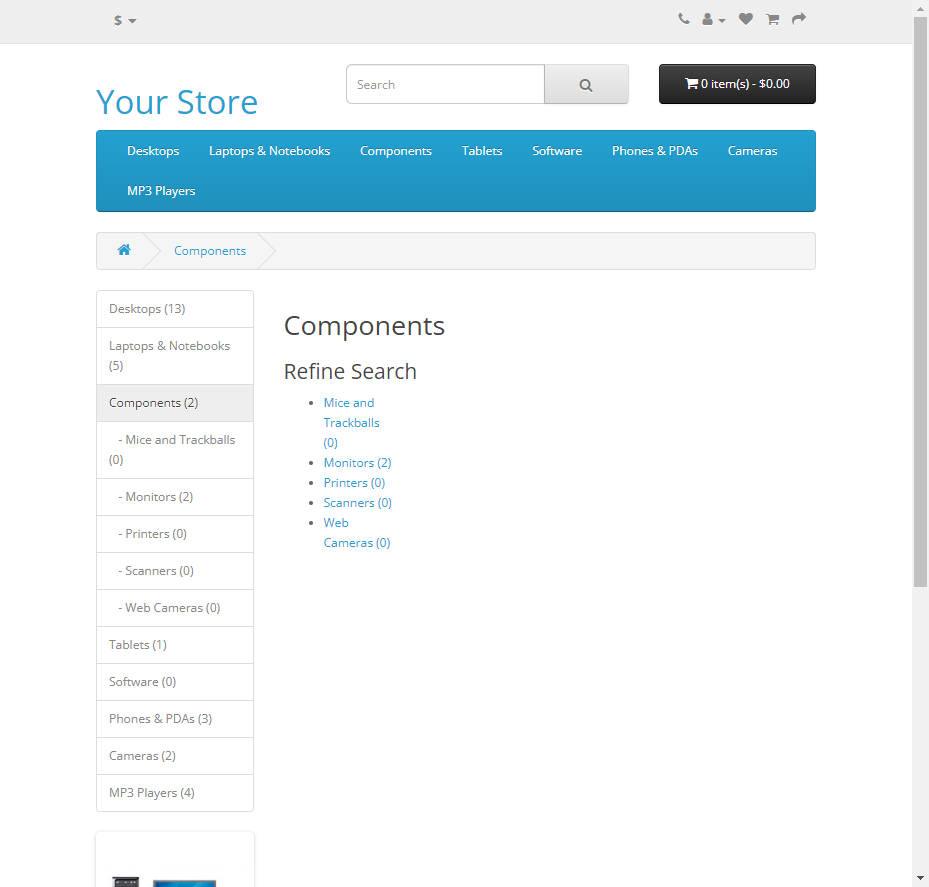 $
Your Store
Search
0 item(s) - $0.00
Desktops
Laptops & Notebooks
Components
Tablets
Software
Phones & PDAs
Cameras
MP3 Players
Components
Desktops (13)
Laptops & Notebooks
(5)
Components (2)
- Mice and Trackballs
(0)
- Monitors (2)
- Printers (0)
- Scanners (0)
- Web Cameras (0)
Tablets (1)
Software (0)
Phones & PDAs (3)
Cameras (2)
MP3 Players (4)
Components
Refine Search
Mice and
Trackballs
(0)
Monitors (2)
Printers (0)
Scanners (0)
Web
Cameras (0)